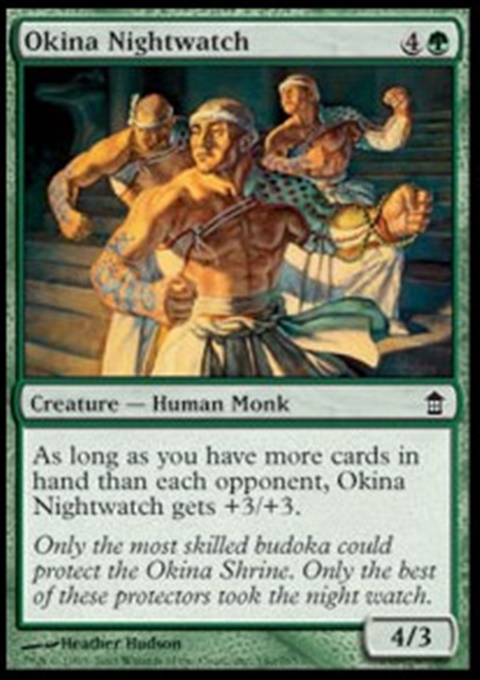 Okina Nightwatch 4
Creature — Human Monk
As long as you have more cards in
hand than each opponent, Okina
Nightwatch gets +3/+3.
Only the most skilled budoka could
protect the Okina Shrine. Only the best
of these protectors took the night watch.
Heather Hudson
4/3